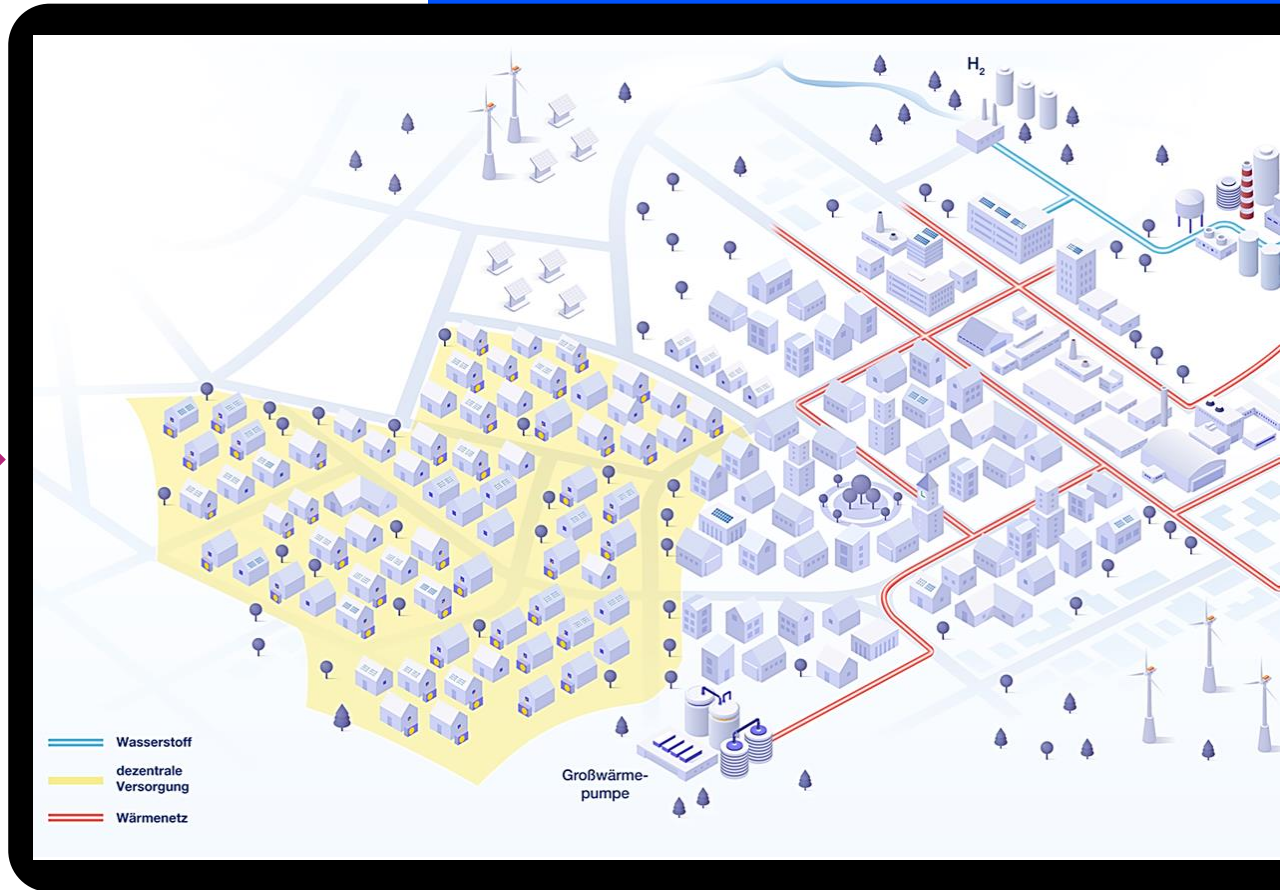 H₂
Wasserstoff
dezentrale
Versorgung
Wärmenetz
Großwärme-
pumpe